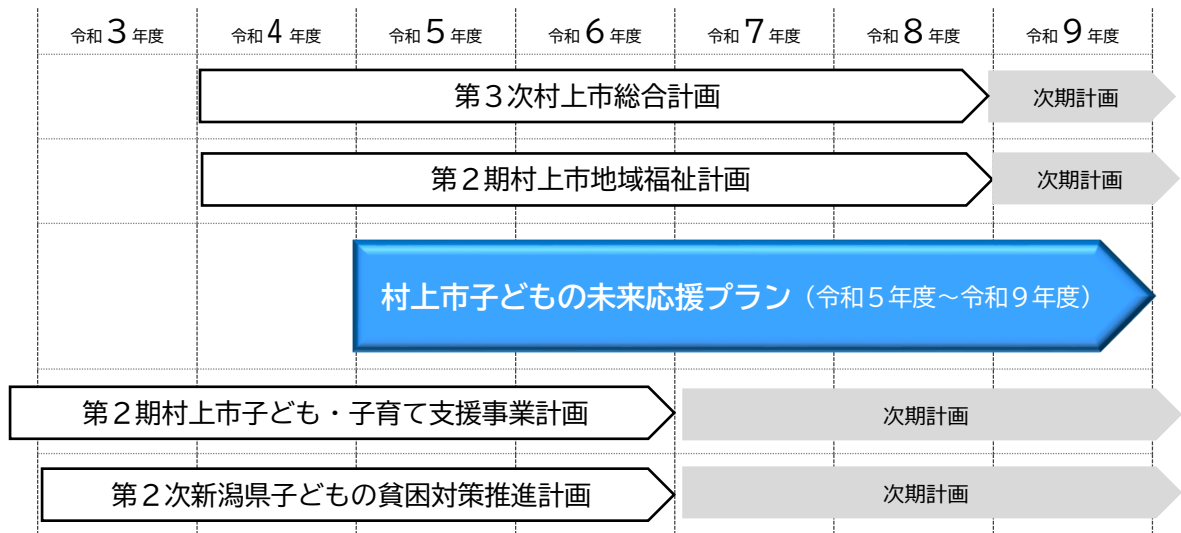 令和3年度 令和4年度 令和5年度 令和6年度 令和7年度 令和8年度 令和9年度
第3次村上市総合計画 次期計画
第2期村上市地域福祉計画 次期計画
村上市子どもの未来応援プラン（令和5年度～令和9年度）
第2期村上市子ども・子育て支援事業計画 次期計画
第2次新潟県子どもの貧困対策推進計画 次期計画